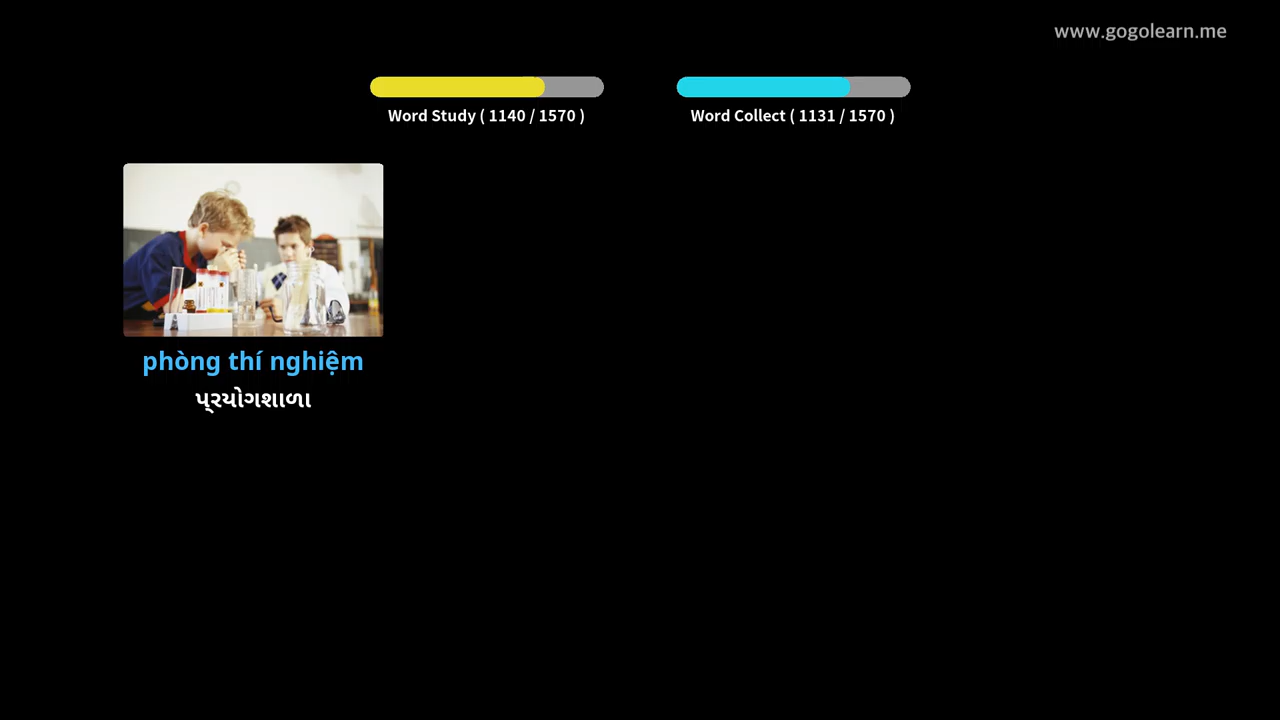 www.gogolearn.me
Word Study ( 1140 / 1570 )
Word Collect ( 1131 / 1570 )
phòng thí nghiệm
પ્રયોગશાળા